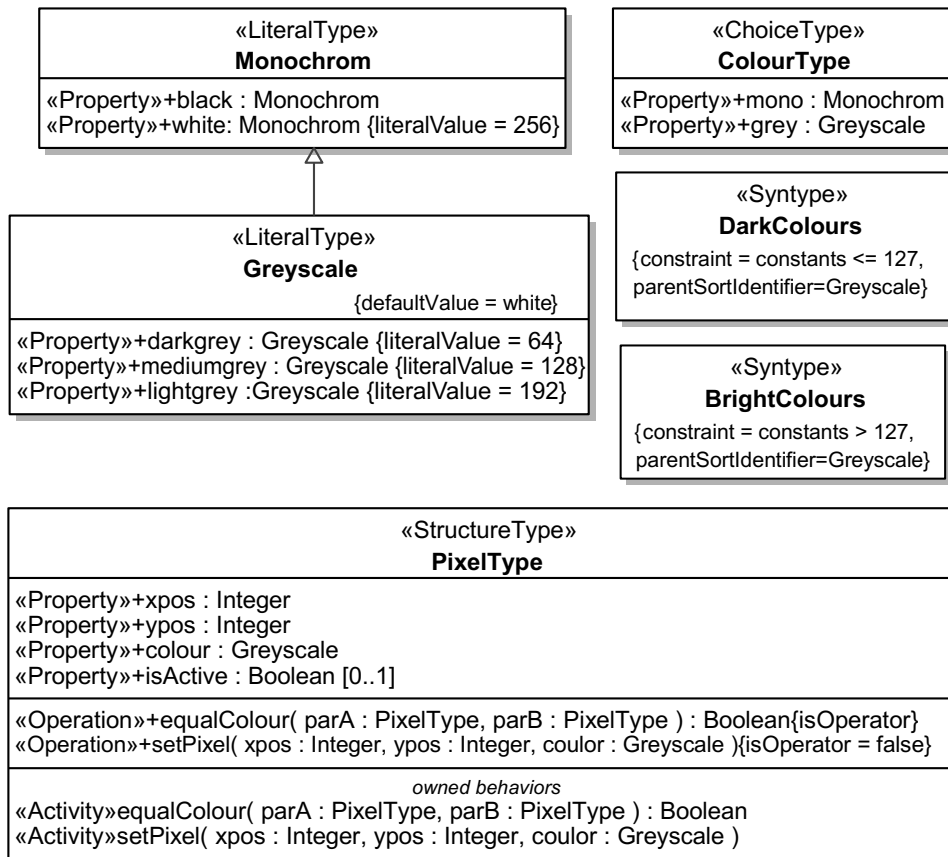 «LiteralType»
Monochrom
«Property»+black : Monochrom
«Property»+white: Monochrom {literalValue = 256}
«ChoiceType»
ColourType
«Property»+mono : Monochrom
«Property»+grey : Greyscale
«Syntype»
DarkColours
{constraint = constants <= 127,
parentSortIdentifier=Greyscale}
«LiteralType»
Greyscale
{defaultValue = white}
«Property»+darkgrey : Greyscale {literalValue = 64}
«Property»+mediumgrey : Greyscale {literalValue = 128}
«Property»+lightgrey :Greyscale {literalValue = 192}
«Syntype»
BrightColours
{constraint = constants > 127,
parentSortIdentifier=Greyscale}
«StructureType»
PixelType
«Property»+xpos : Integer
«Property»+ypos : Integer
«Property»+colour : Greyscale
«Property»+isActive : Boolean [0..1]
«Operation»+equalColour( parA : PixelType, parB : PixelType ) : Boolean{isOperator}
«Operation»+setPixel( xpos : Integer, ypos : Integer, coulor : Greyscale ){isOperator = false}
owned behaviors
«Activity»equalColour( parA : PixelType, parB : PixelType ) : Boolean
«Activity»setPixel( xpos : Integer, ypos : Integer, coulor : Greyscale )